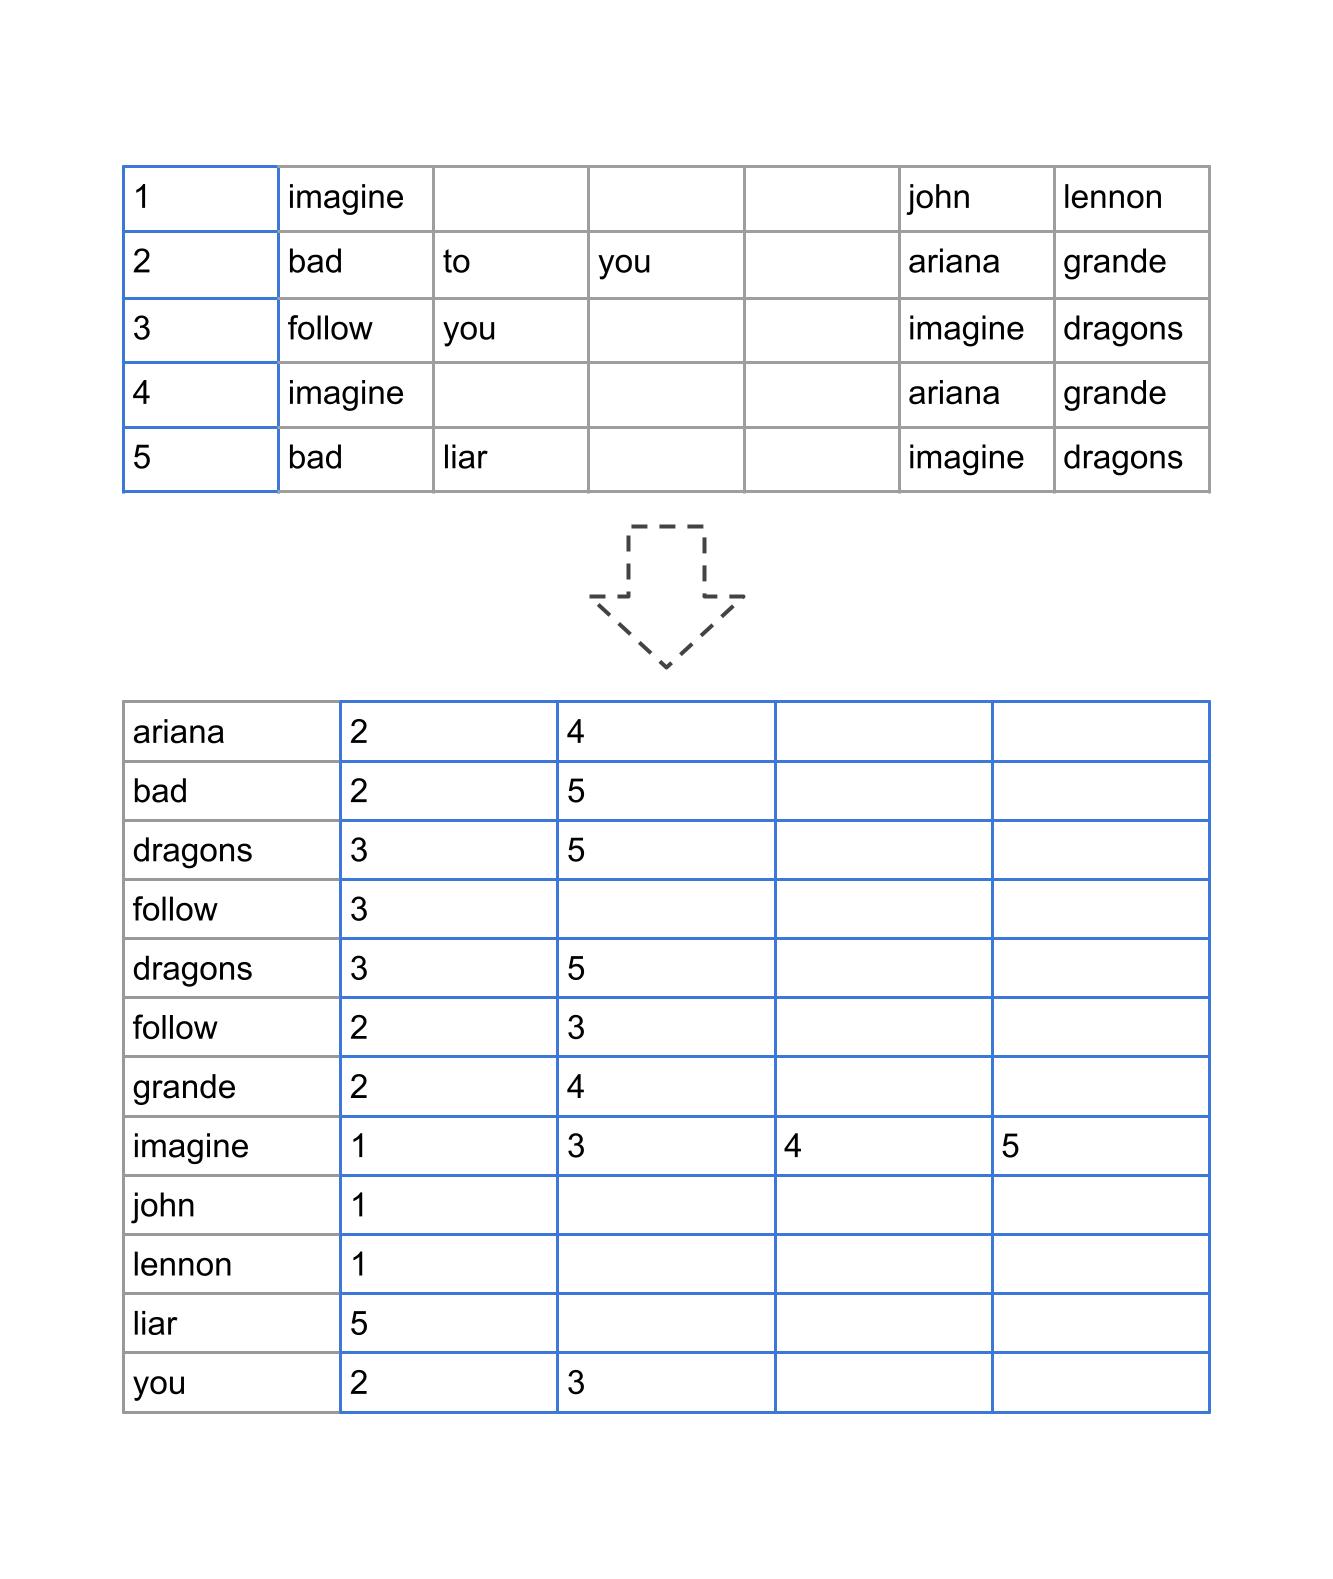 1 imagine john lennon
2 bad to you ariana grande
3 follow you imagine dragons
4 imagine ariana grande
5 bad liar imagine dragons
ariana 2 4
bad 2 5
dragons 3 5
follow 3
dragons 3 5
follow 2 3
grande 2 4
imagine 1 3 4 5
john 1
lennon 1
liar 5
you 2 3